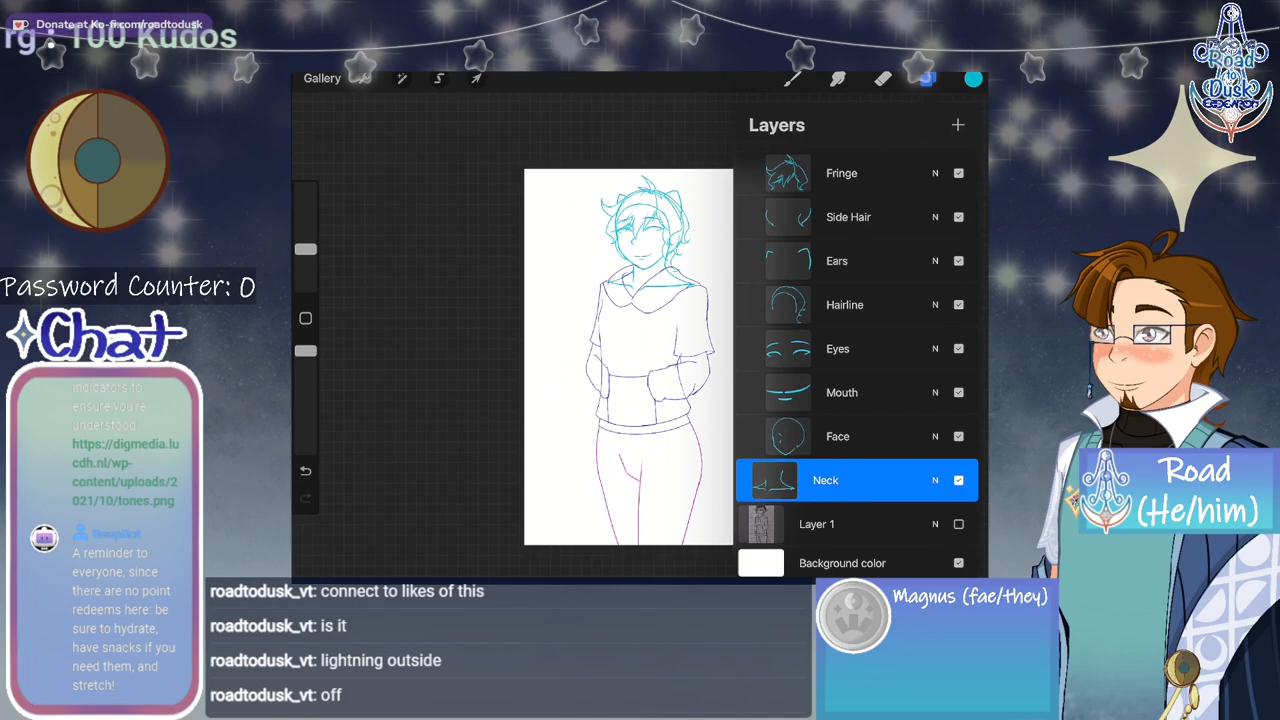 Donate at Ko-fi.com/roadtodusk
rg : 100 Kudos
Gallery
Road
to
Dusk
Layers
Fringe N
Side Hair N
Ears N
Hairline N
Eyes N
Mouth N
Face N
Neck N
Layer 1 N
Background color
Password Counter: 0
Chat
indicators to
ensure you're
understood.
https://digmedia.lu
cdh.nl/wp-
content/uploads/2
021/10/tones.png
A reminder to
everyone, since
there are no point
redeems here: be
sure to hydrate,
have snacks if you
need them, and
stretch!
roadtodusk_vt: connect to likes of this
roadtodusk_vt: is it
roadtodusk_vt: lightning outside
roadtodusk_vt: off
Road
(He/him)
Magnus (fae/they)